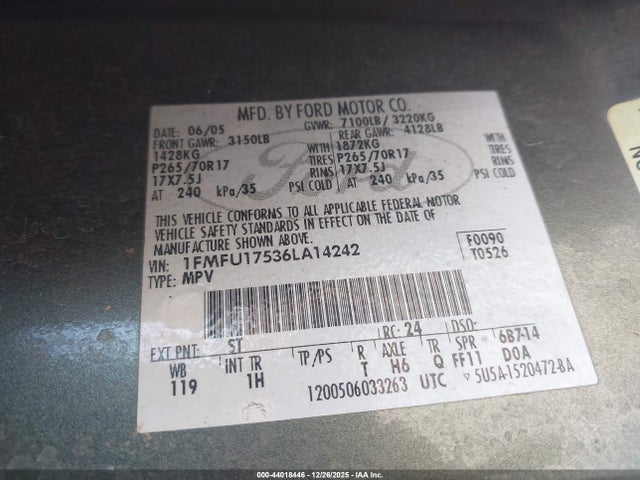 MFD. BY FORD MOTOR CO.
DATE: 06/05 GVWR: 7100LB / 3220KG
FRONT GAWR: 3150LB REAR GAWR: 4128LB
1428KG WITH 1872KG WITH
P265/70R17 TIRES P265/70R17 TIRES
17X7.5J RIMS 17X7.5J RIMS
AT 240 kPa/35 PSI COLD AT 240 kPa/35 PSI COLD
THIS VEHICLE CONFORMS TO ALL APPLICABLE FEDERAL MOTOR
VEHICLE SAFETY STANDARDS IN EFFECT ON THE DATE OF
MANUFACTURE SHOWN ABOVE.
VIN: 1FMFU17536LA14242 F0090
TYPE: MPV T0526
EXT PNT: ST RC: 24 DSO:
WB INT TR TP/PS R AXLE TR SPR 6B7-14
119 1H T H6 Q FF11 DOA
1200506033263 UTC 5U5A-1520472-BA
Ford
000-44018446 - 12/26/2025 - IAA Inc.